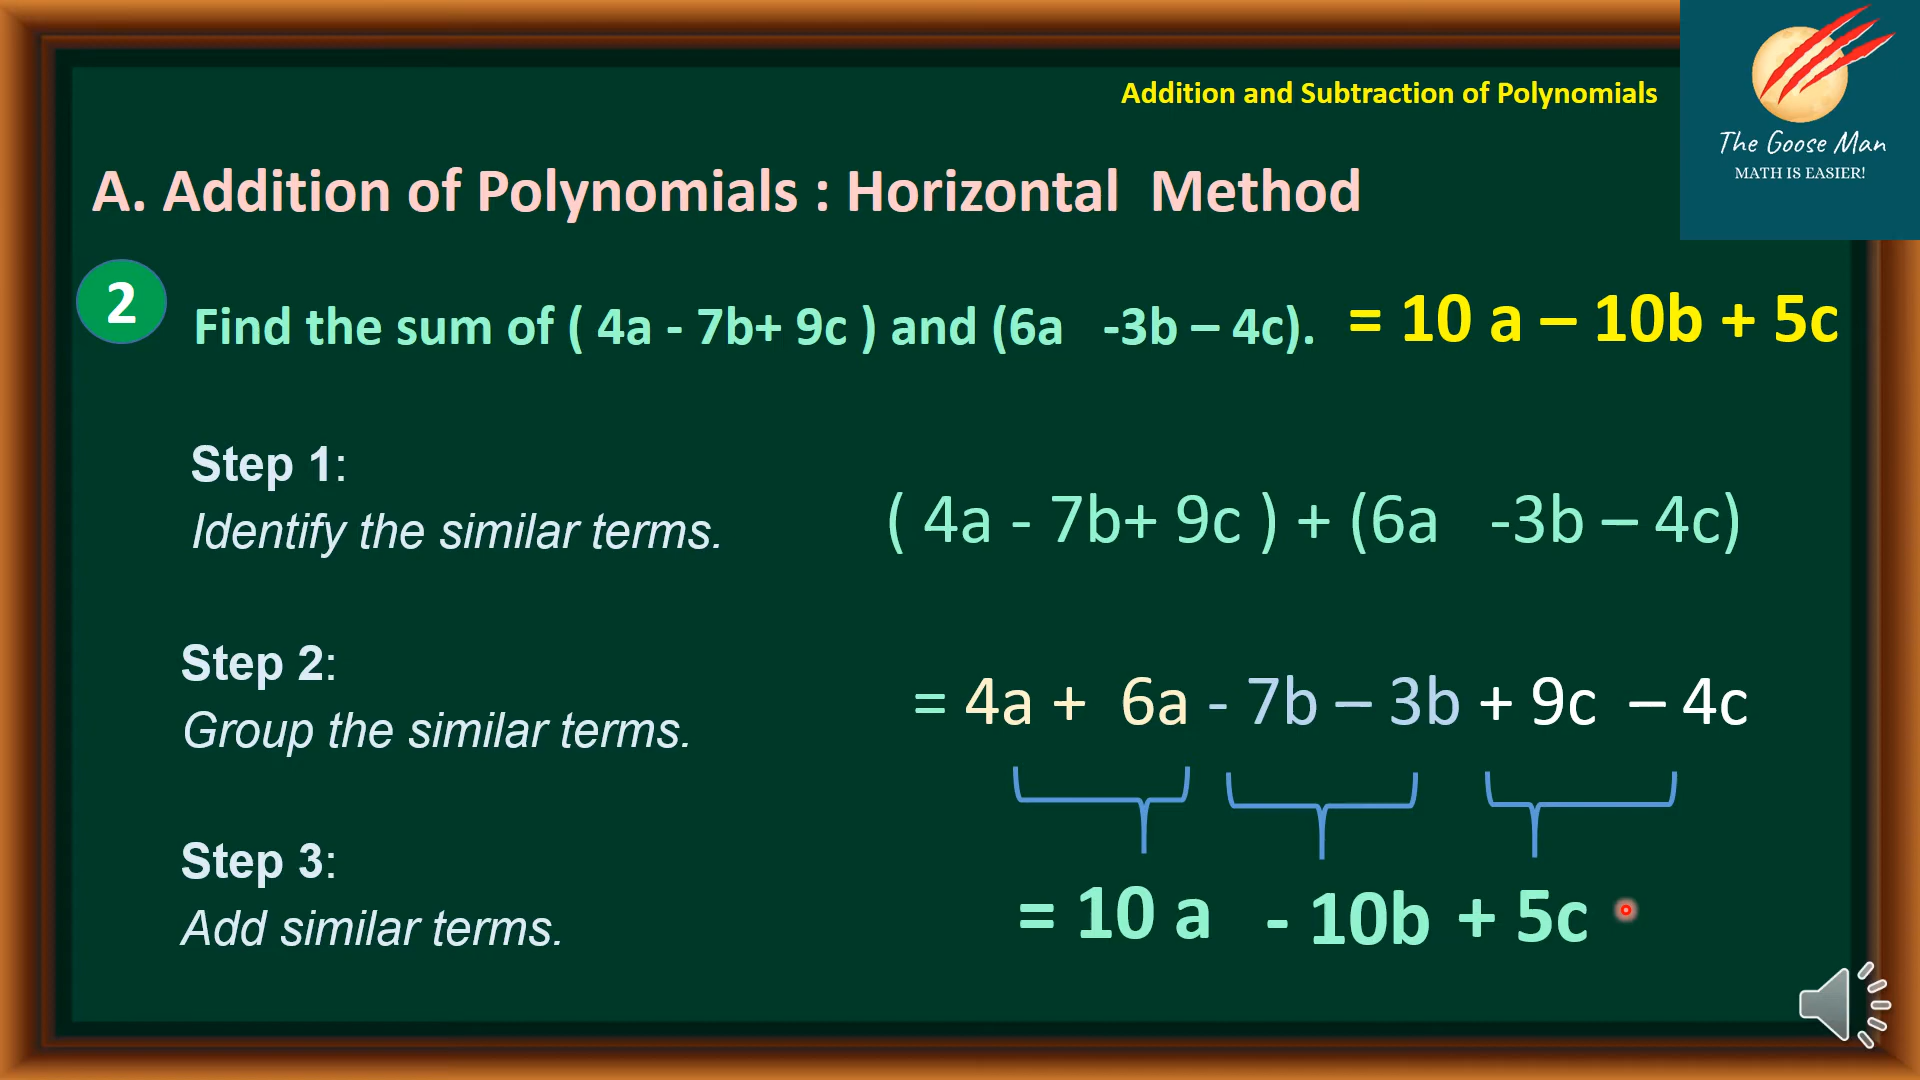 Addition and Subtraction of Polynomials
The Goose Man
MATH IS EASIER!
A. Addition of Polynomials : Horizontal Method
2
Find the sum of ( 4a - 7b+ 9c ) and (6a -3b – 4c). = 10 a – 10b + 5c
Step 1:
Identify the similar terms.
( 4a - 7b+ 9c ) + (6a -3b – 4c)
Step 2:
Group the similar terms.
= 4a + 6a - 7b – 3b + 9c – 4c
Step 3:
Add similar terms.
= 10 a - 10b + 5c